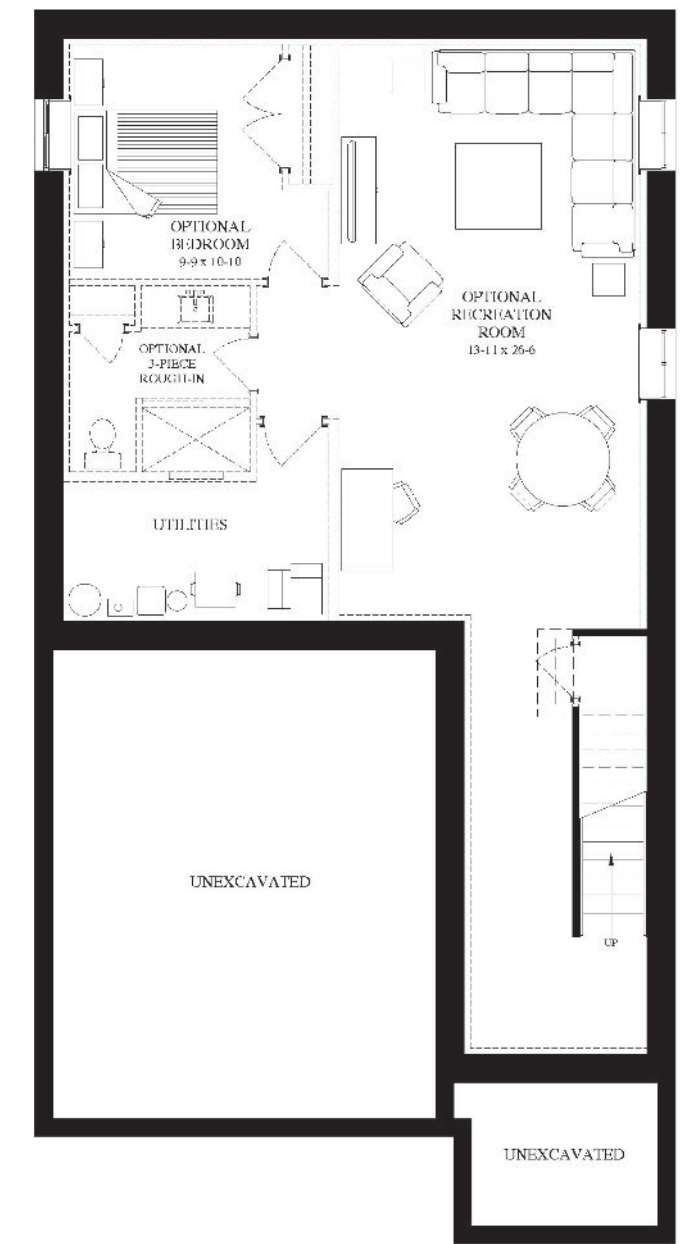 OPTIONAL
BEDROOM
9-9 x 10-10
OPTIONAL
RECREATION
ROOM
13-11 x 26-6
OPTIONAL
3-PIECE
ROUGH-IN
UTILITIES
UNEXCAVATED
UP
UNEXCAVATED